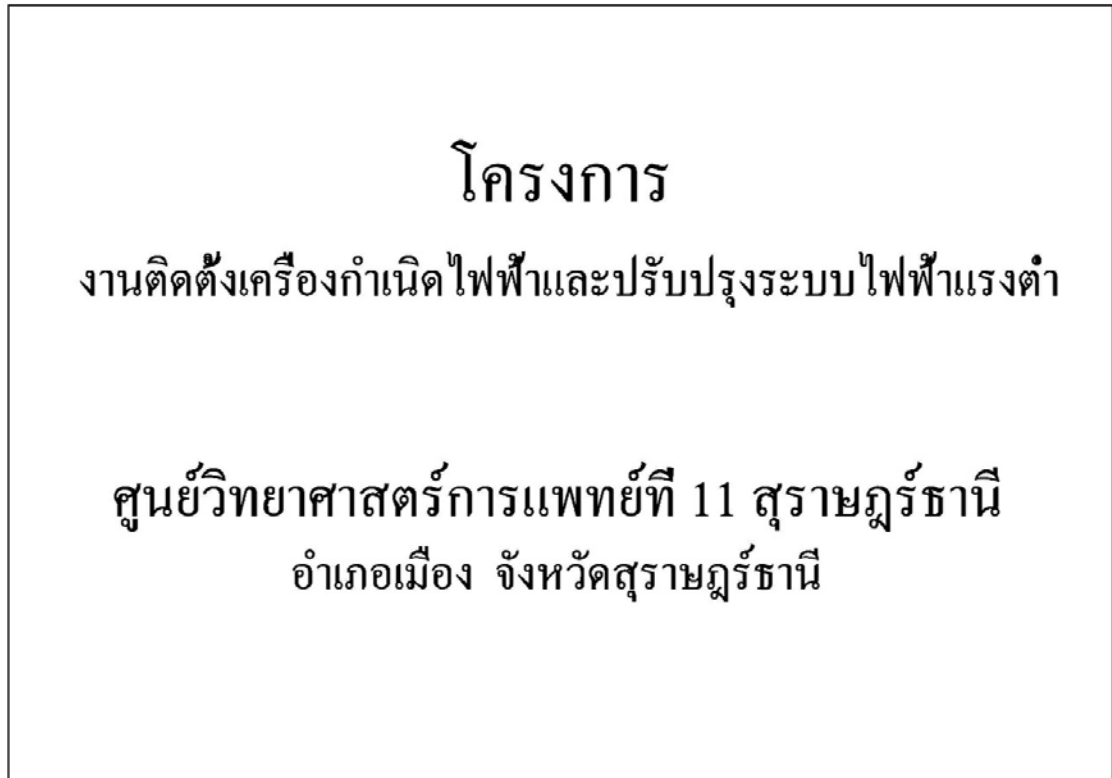 โครงการ
งานติดตั้งเครื่องกำเนิดไฟฟ้าและปรับปรุงระบบไฟฟ้าแรงต่ำ
ศูนย์วิทยาศาสตร์การแพทย์ที่ 11 สุราษฎร์ธานี
อำเภอเมือง จังหวัดสุราษฎร์ธานี